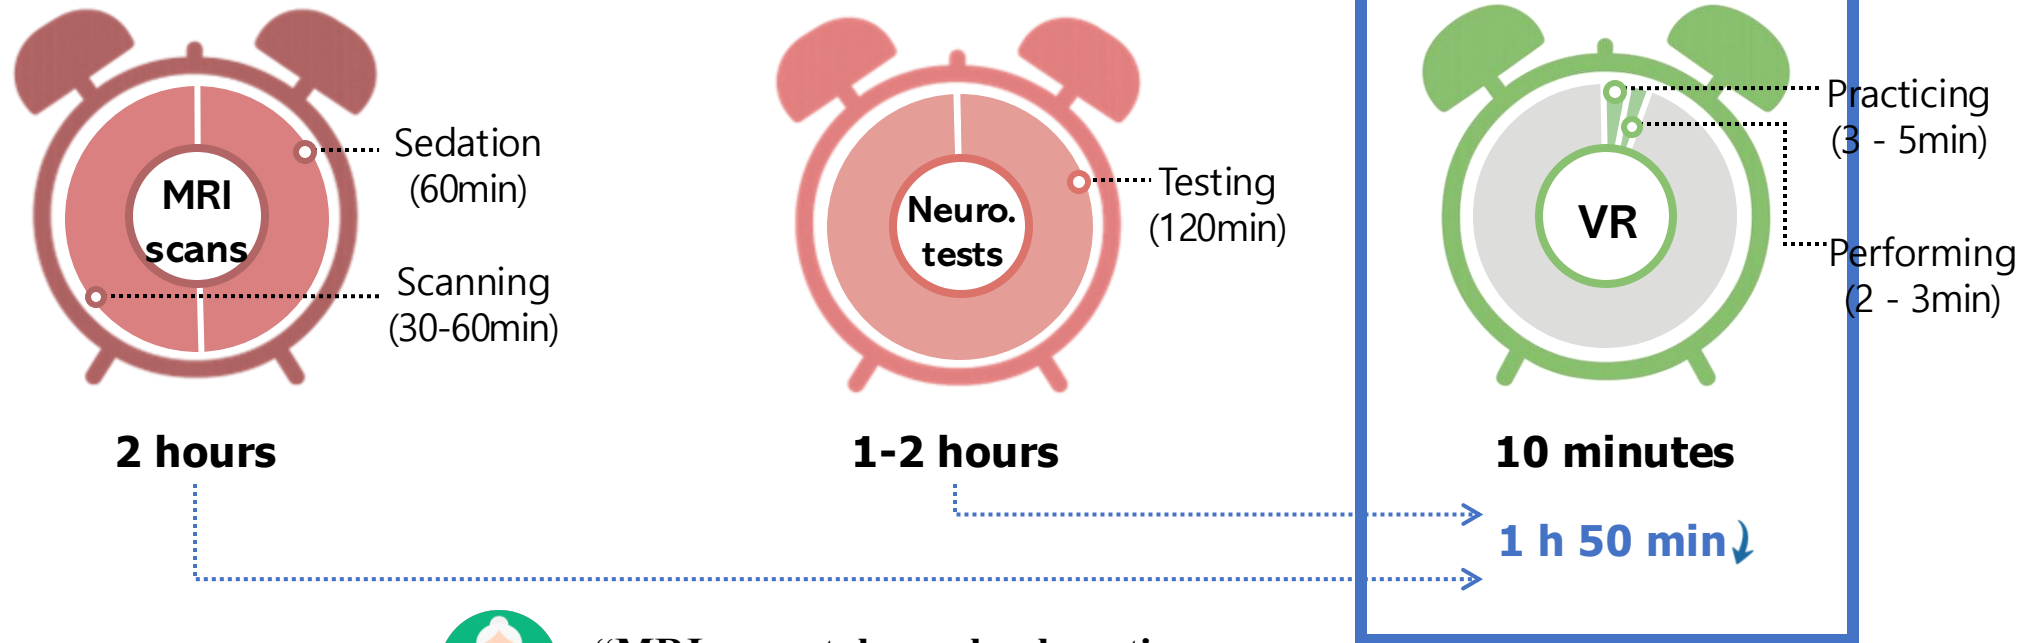 MRI
scans
Sedation
(60min)
Scanning
(30-60min)
2 hours
Neuro.
tests
Testing
(120min)
1-2 hours
VR
Practicing
(3 - 5min)
Performing
(2 - 3min)
10 minutes
1 h 50 min